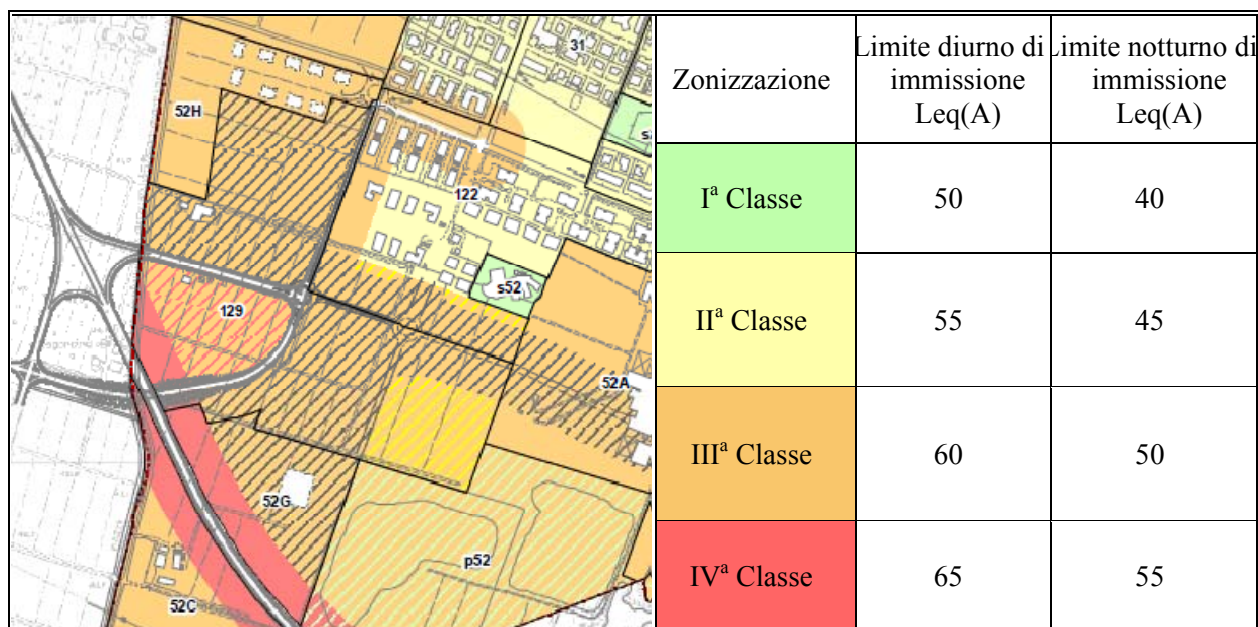 31
52H
s
122
s52
129
52A
52G
p52
52C
Zonizzazione
Limite diurno di
immissione
Leq(A)
Limite notturno di
immissione
Leq(A)
Iª Classe
50
40
IIª Classe
55
45
IIIª Classe
60
50
IVª Classe
65
55